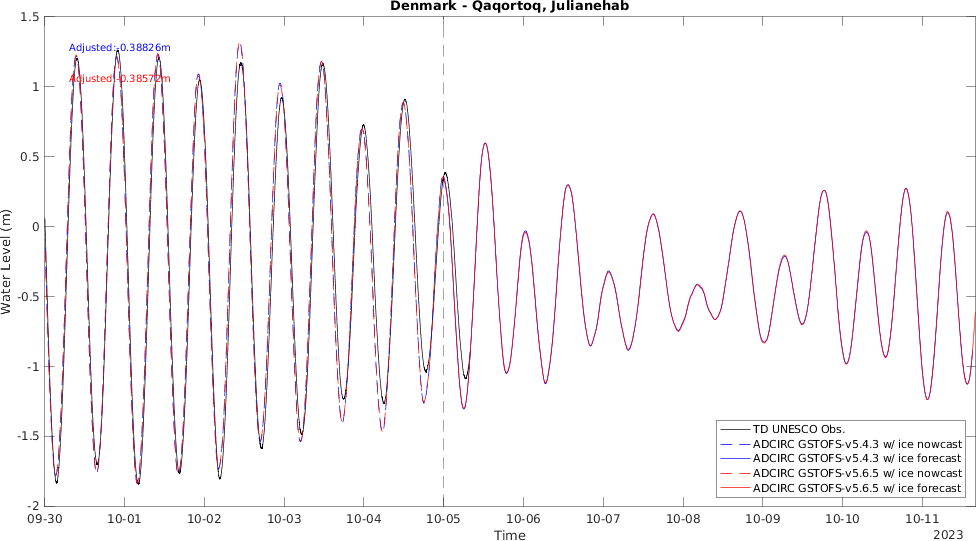 Denmark - Qaqortoq, Julianehab
1.5
1
0.5
0
-0.5
-1
-1.5
-2
Water Level (m)
Adjusted:-0.38826m
Adjusted:-0.38572m
TD UNESCO Obs.
ADCIRC GSTOFS-v5.4.3 w/ ice nowcast
ADCIRC GSTOFS-v5.4.3 w/ ice forecast
ADCIRC GSTOFS-v5.6.5 w/ ice nowcast
ADCIRC GSTOFS-v5.6.5 w/ ice forecast
09-30 10-01 10-02 10-03 10-04 10-05 10-06 10-07 10-08 10-09 10-10 10-11
Time
2023